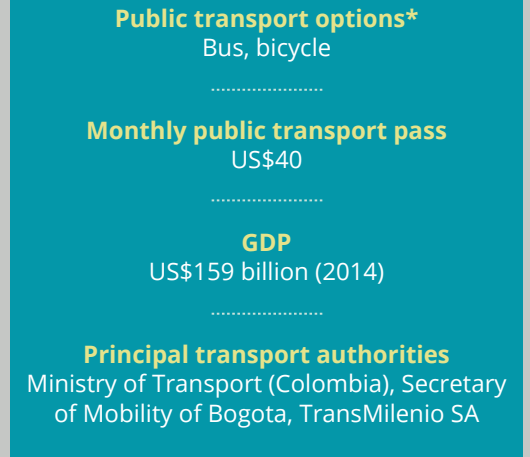 Public transport options*
Bus, bicycle
Monthly public transport pass
US$40
GDP
US$159 billion (2014)
Principal transport authorities
Ministry of Transport (Colombia), Secretary
of Mobility of Bogota, TransMilenio SA